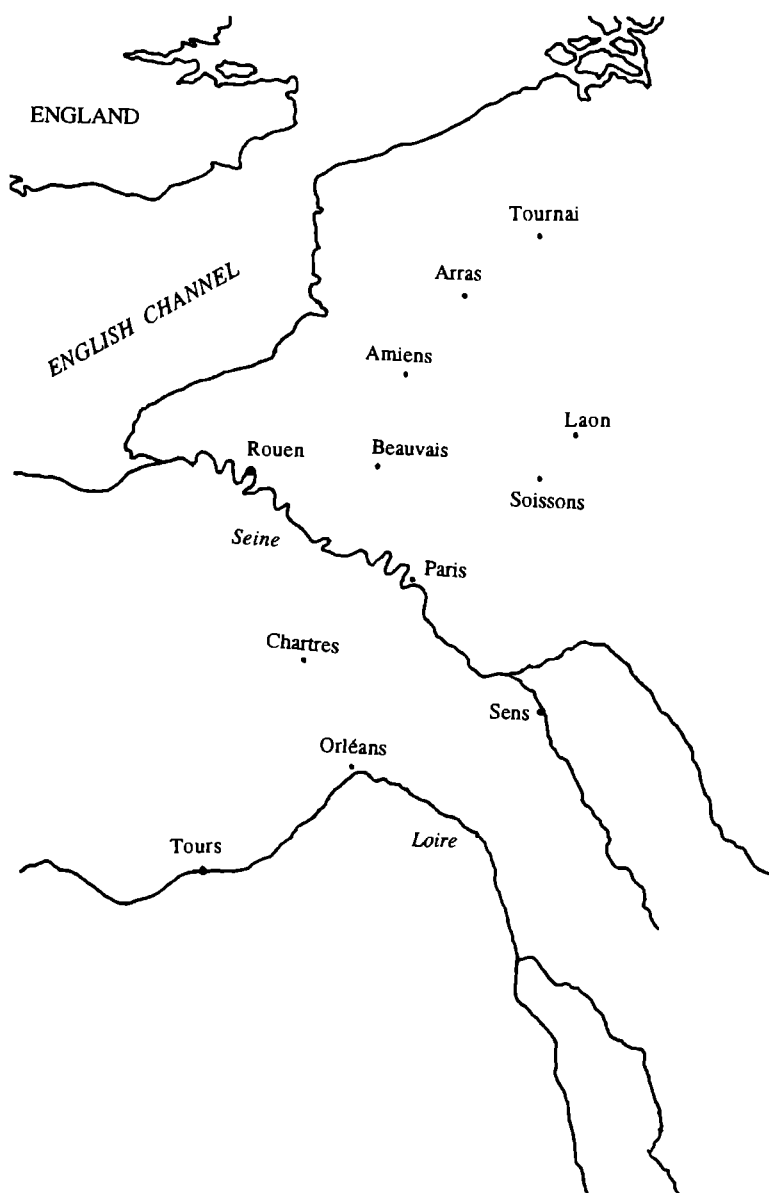 ENGLAND
Tournai
Arras
ENGLISH CHANNEL
Amiens
Laon
Rouen
Beauvais
Soissons
Seine
Paris
Chartres
Sens
Orléans
Loire
Tours